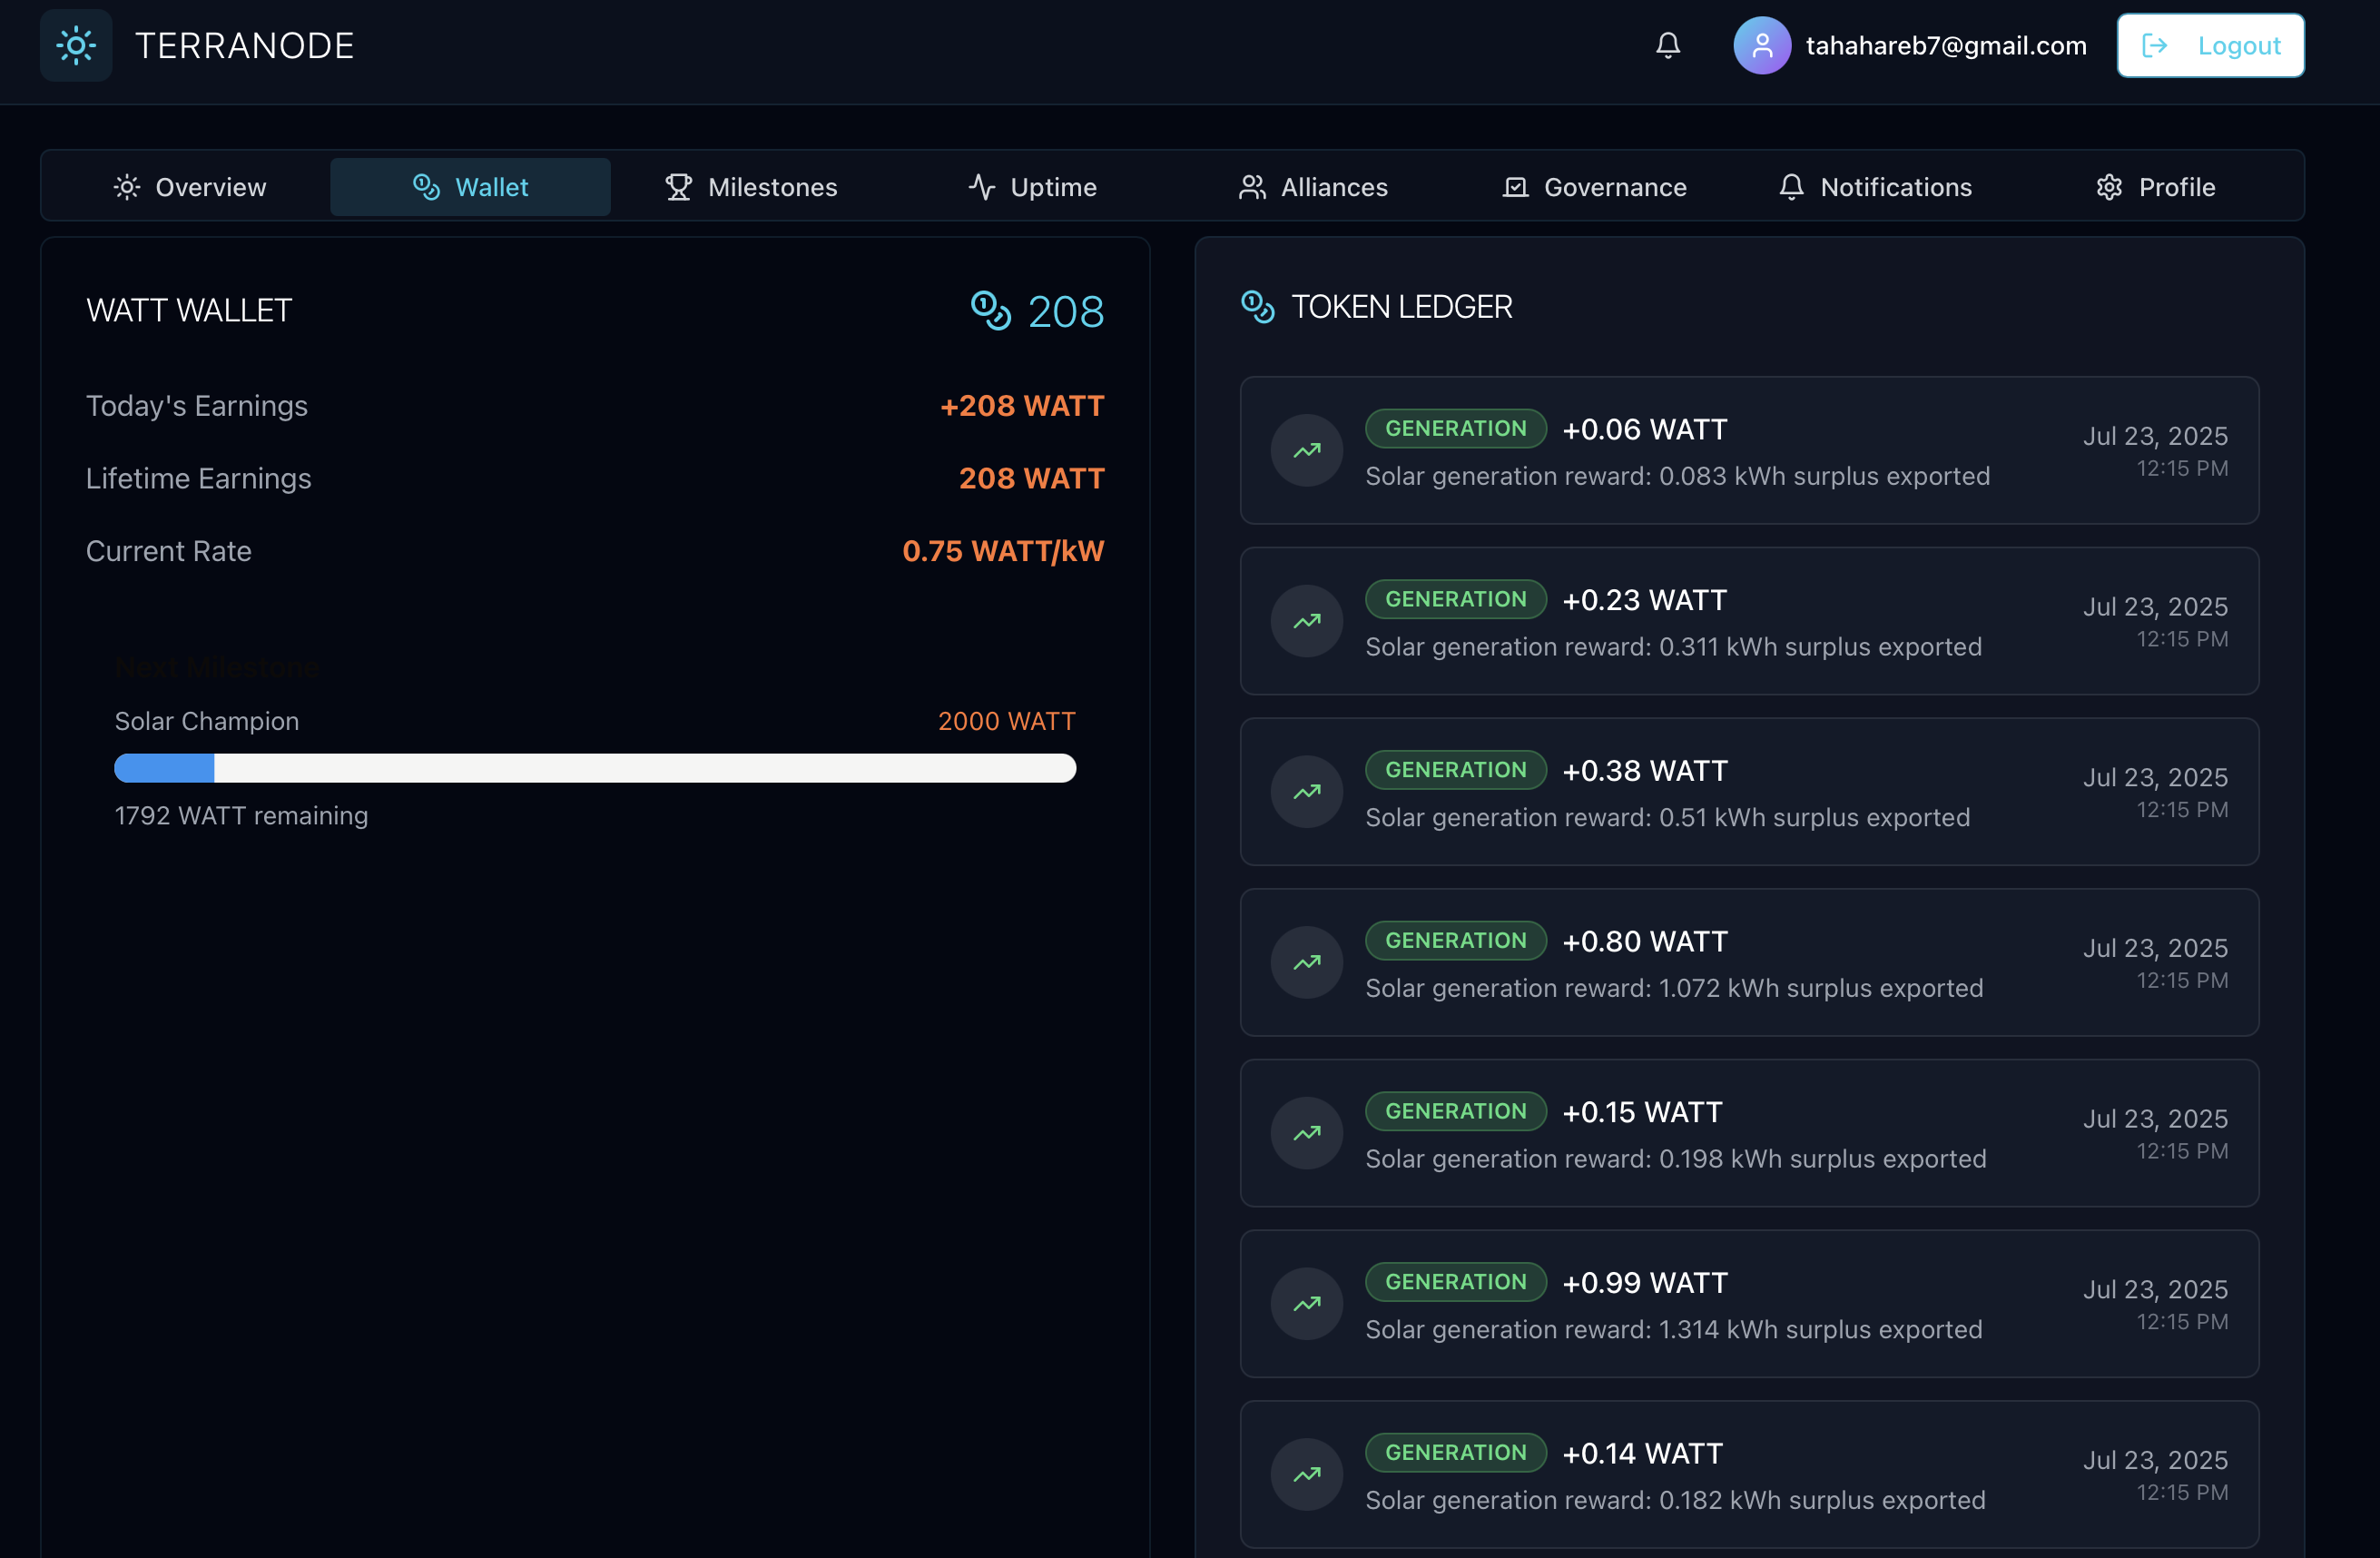 TERRANODE
tahahareb7@gmail.com
Logout
Overview
Wallet
Milestones
Uptime
Alliances
Governance
Notifications
Profile
WATT WALLET
208
Today's Earnings
+208 WATT
Lifetime Earnings
208 WATT
Current Rate
0.75 WATT/kW
Next Milestone
Solar Champion
2000 WATT
1792 WATT remaining
TOKEN LEDGER
GENERATION +0.06 WATT
Solar generation reward: 0.083 kWh surplus exported
Jul 23, 2025
12:15 PM
GENERATION +0.23 WATT
Solar generation reward: 0.311 kWh surplus exported
Jul 23, 2025
12:15 PM
GENERATION +0.38 WATT
Solar generation reward: 0.51 kWh surplus exported
Jul 23, 2025
12:15 PM
GENERATION +0.80 WATT
Solar generation reward: 1.072 kWh surplus exported
Jul 23, 2025
12:15 PM
GENERATION +0.15 WATT
Solar generation reward: 0.198 kWh surplus exported
Jul 23, 2025
12:15 PM
GENERATION +0.99 WATT
Solar generation reward: 1.314 kWh surplus exported
Jul 23, 2025
12:15 PM
GENERATION +0.14 WATT
Solar generation reward: 0.182 kWh surplus exported
Jul 23, 2025
12:15 PM